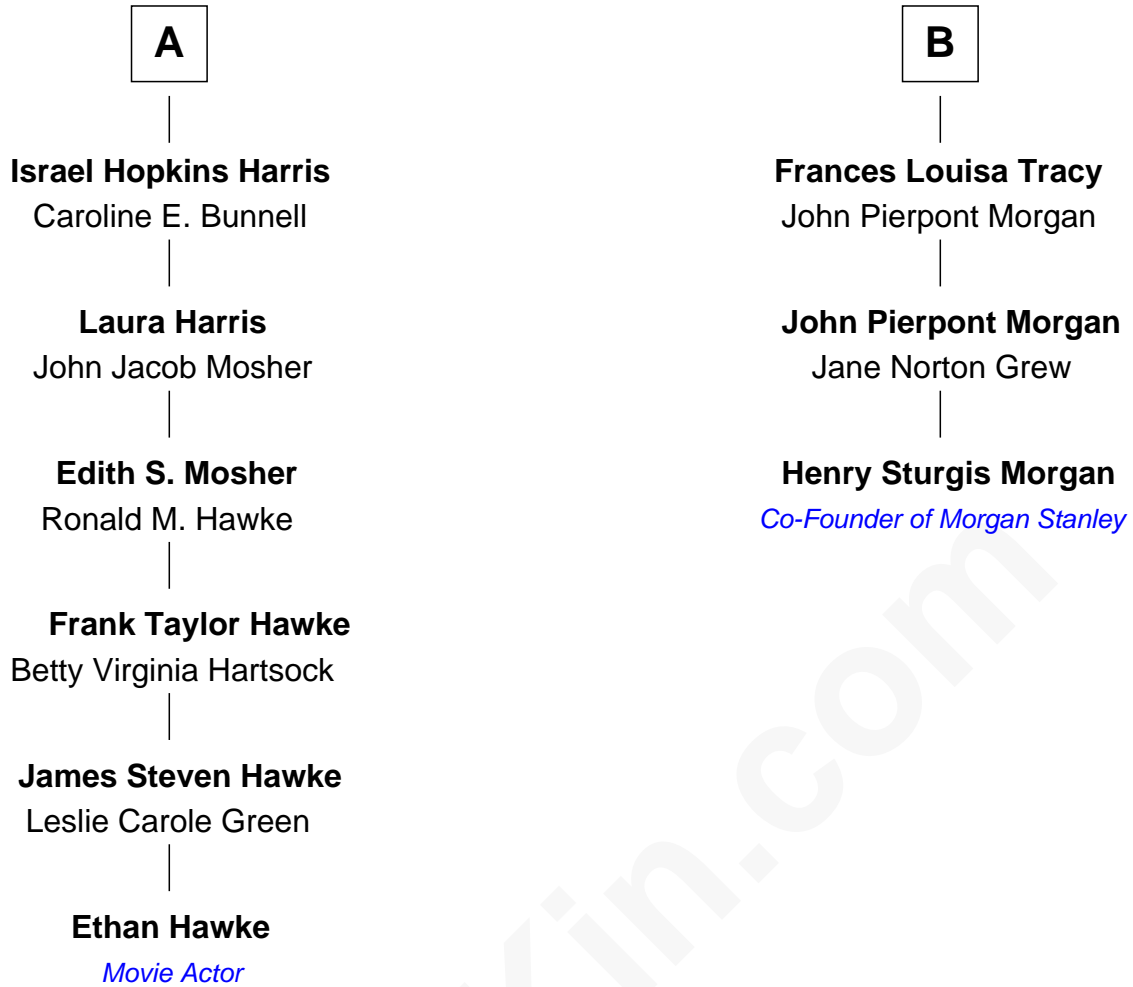 A
Israel Hopkins Harris
Caroline E. Bunnell
Laura Harris
John Jacob Mosher
Edith S. Mosher
Ronald M. Hawke
Frank Taylor Hawke
Betty Virginia Hartsock
James Steven Hawke
Leslie Carole Green
Ethan Hawke
Movie Actor
B
Frances Louisa Tracy
John Pierpont Morgan
John Pierpont Morgan
Jane Norton Grew
Henry Sturgis Morgan
Co-Founder of Morgan Stanley